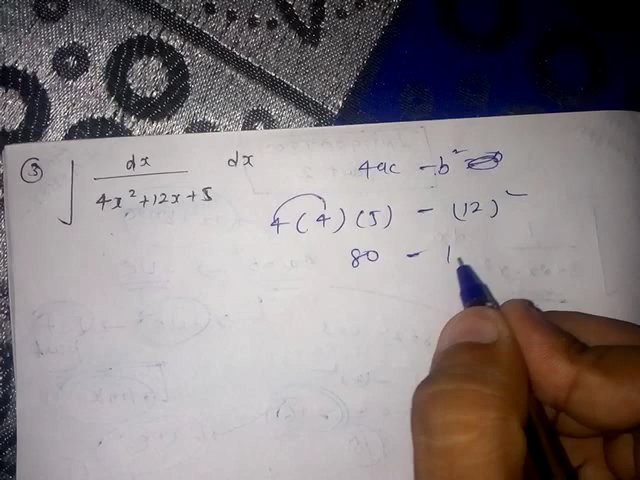 ③ ∫ dx / (4x² + 12x + 5) dx
4ac - b²
4(4)(5) - (12)²
80 - 1